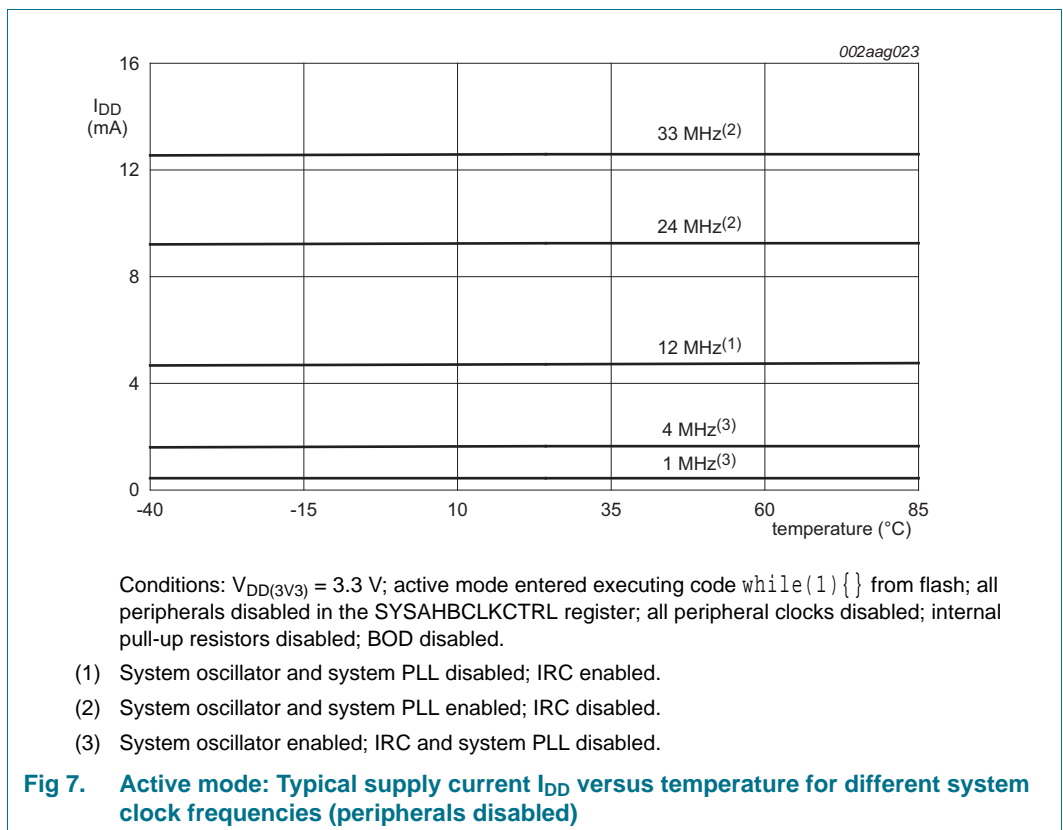 002aag023
16
I_DD
(mA)
33 MHz(2)
12
24 MHz(2)
8
12 MHz(1)
4
4 MHz(3)
1 MHz(3)
0
-40 -15 10 35 60 85
temperature (°C)
Conditions: V_DD(3V3) = 3.3 V; active mode entered executing code while(1){} from flash; all
peripherals disabled in the SYSAHBCLKCTRL register; all peripheral clocks disabled; internal
pull-up resistors disabled; BOD disabled.
(1) System oscillator and system PLL disabled; IRC enabled.
(2) System oscillator and system PLL enabled; IRC disabled.
(3) System oscillator enabled; IRC and system PLL disabled.
Fig 7. Active mode: Typical supply current I_DD versus temperature for different system
clock frequencies (peripherals disabled)